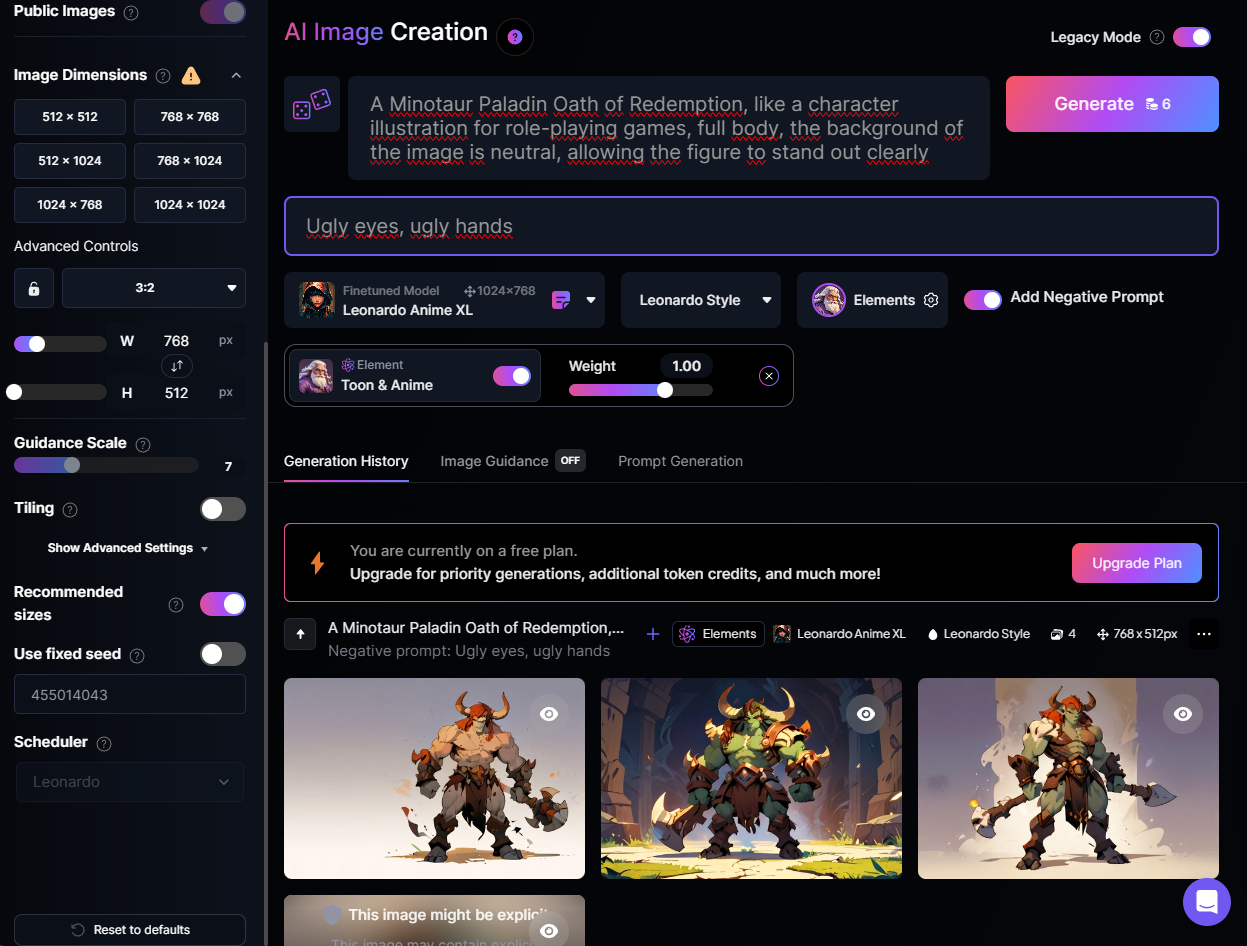 Public Images ?
Image Dimensions ?
512 × 512
768 × 768
512 × 1024
768 × 1024
1024 × 768
1024 × 1024
Advanced Controls
3:2
W 768 px
H 512 px
Guidance Scale ?
7
Tiling ?
Show Advanced Settings
Recommended
sizes ?
Use fixed seed ?
455014043
Scheduler ?
Leonardo
Reset to defaults
AI Image Creation ?
Legacy Mode ?
A Minotaur Paladin Oath of Redemption, like a character
illustration for role-playing games, full body, the background of
the image is neutral, allowing the figure to stand out clearly
Generate 6
Ugly eyes, ugly hands
Finetuned Model 1024×768
Leonardo Anime XL
Leonardo Style
Elements
Add Negative Prompt
Element
Toon & Anime
Weight 1.00
Generation History
Image Guidance OFF
Prompt Generation
You are currently on a free plan.
Upgrade for priority generations, additional token credits, and much more!
Upgrade Plan
A Minotaur Paladin Oath of Redemption,...
Negative prompt: Ugly eyes, ugly hands
Elements
Leonardo Anime XL
Leonardo Style
4
768 x 512px
This image might be explicit
This image may contain explicit